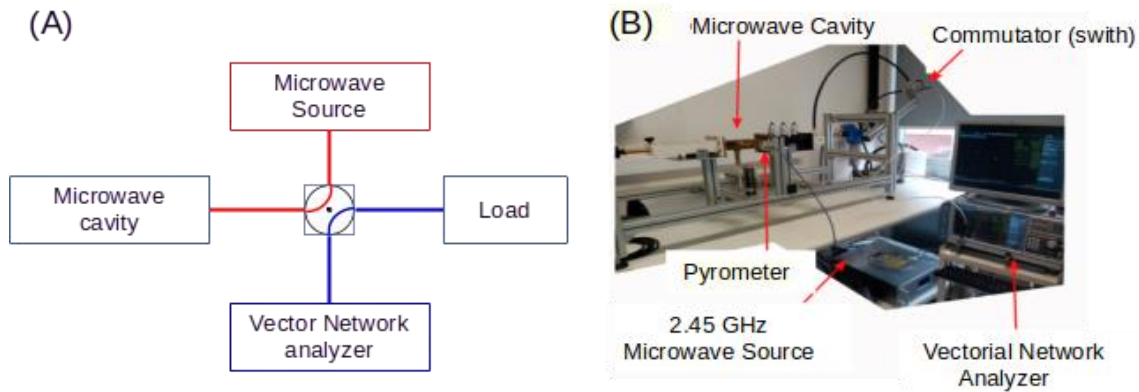 (A)
Microwave
Source
Microwave
cavity
Load
Vector Network
analyzer
(B)
Microwave Cavity
Commutator (swith)
Pyrometer
2.45 GHz
Microwave Source
Vectorial Network
Analyzer